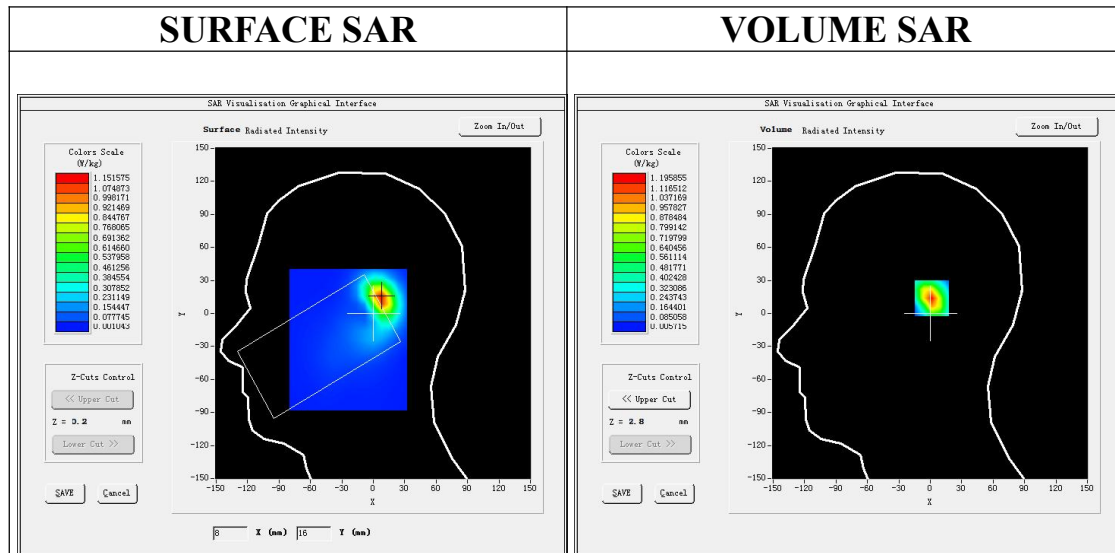 SURFACE SAR
VOLUME SAR
SAR Visualisation Graphical Interface
Surface Radiated Intensity
Zoom In/Out
Colors Scale
(W/kg)
1.151575
1.074873
0.998171
0.921469
0.844767
0.768065
0.691362
0.614660
0.537958
0.461256
0.384554
0.307852
0.231149
0.154447
0.077745
0.001043
Z-Cuts Control
<< Upper Cut
Z = 0.2 mm
Lower Cut >>
SAVE Cancel
150
120
90
60
30
0
-30
-60
-90
-120
-150
Y
-150 -120 -90 -60 -30 0 30 60 90 120 150
X
8 X (mm) 16 Y (mm)
SAR Visualisation Graphical Interface
Volume Radiated Intensity
Zoom In/Out
Colors Scale
(W/kg)
1.195855
1.116512
1.037169
0.957827
0.878484
0.799142
0.719799
0.640456
0.561114
0.481771
0.402428
0.323086
0.243743
0.164401
0.085058
0.005715
Z-Cuts Control
<< Upper Cut
Z = 2.8 mm
Lower Cut >>
SAVE Cancel
150
120
90
60
30
0
-30
-60
-90
-120
-150
Y
-150 -120 -90 -60 -30 0 30 60 90 120 150
X